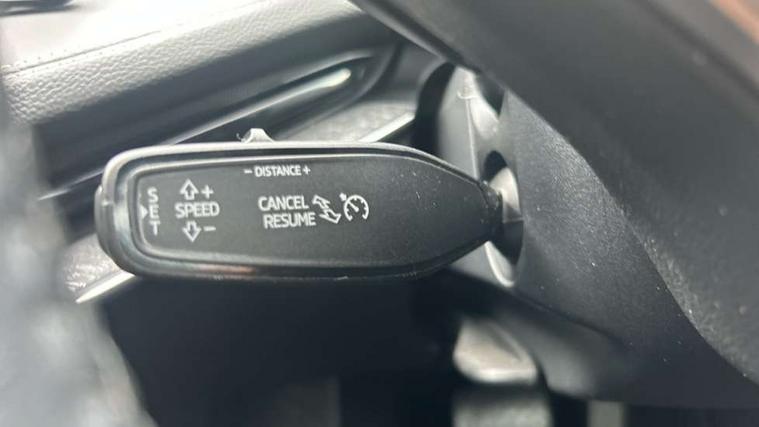 - DISTANCE +
SET
+
SPEED
-
CANCEL
RESUME